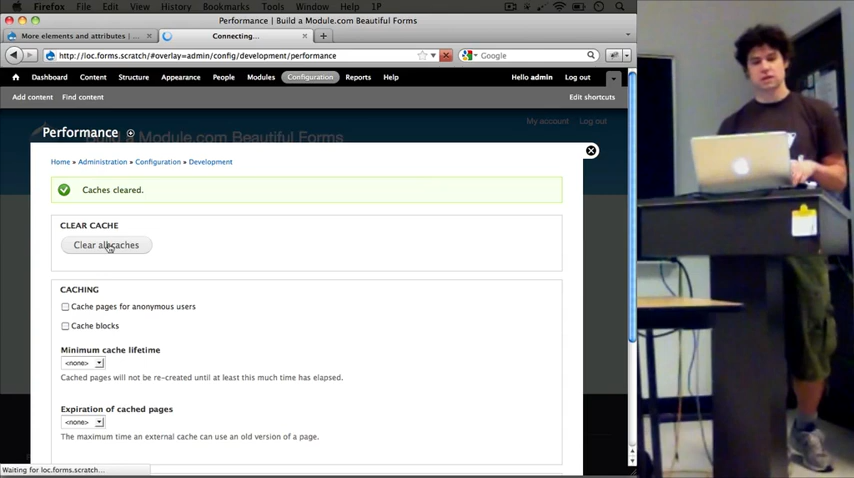 Firefox File Edit View History Bookmarks Tools Window Help 1P
Performance | Build a Module.com Beautiful Forms
More elements and attributes |
Connecting...
http://loc.forms.scratch/#overlay=admin/config/development/performance
Google
Dashboard Content Structure Appearance People Modules Configuration Reports Help Hello admin Log out
Add content Find content Edit shortcuts
My account Log out
Build a Module.com Beautiful Forms
Performance
Home » Administration » Configuration » Development
Caches cleared.
CLEAR CACHE
Clear all caches
CACHING
Cache pages for anonymous users
Cache blocks
Minimum cache lifetime
<none>
Cached pages will not be re-created until at least this much time has elapsed.
Expiration of cached pages
<none>
The maximum time an external cache can use an old version of a page.
Waiting for loc.forms.scratch...